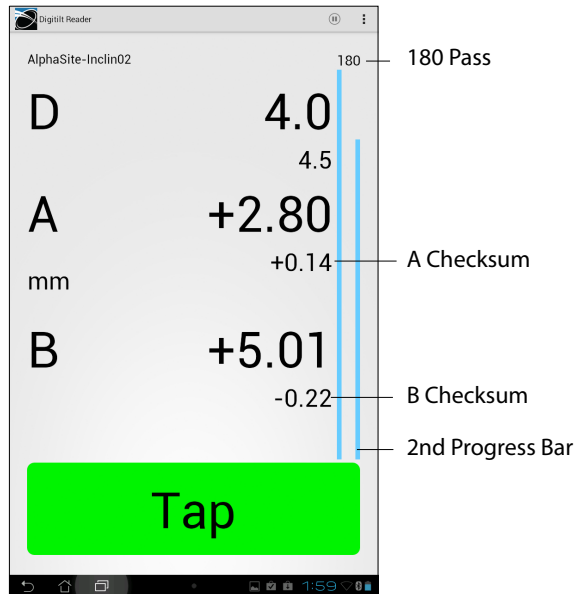 Digitilt Reader
AlphaSite-Inclin02
180
180 Pass
D
4.0
4.5
A
+2.80
+0.14
A Checksum
mm
B
+5.01
-0.22
B Checksum
2nd Progress Bar
Tap
1:59